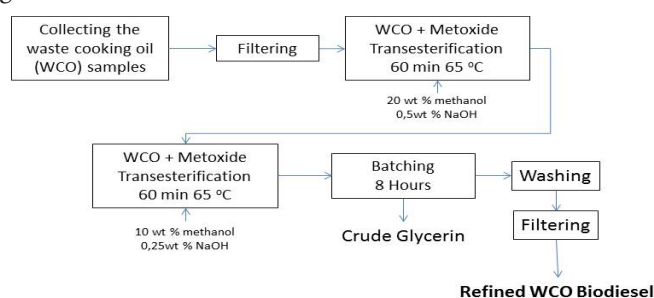 Collecting the
waste cooking oil
(WCO) samples
Filtering
WCO + Metoxide
Transesterification
60 min 65 ºC
20 wt % methanol
0,5wt % NaOH
WCO + Metoxide
Transesterification
60 min 65 ºC
10 wt % methanol
0,25wt % NaOH
Batching
8 Hours
Crude Glycerin
Washing
Filtering
Refined WCO Biodiesel